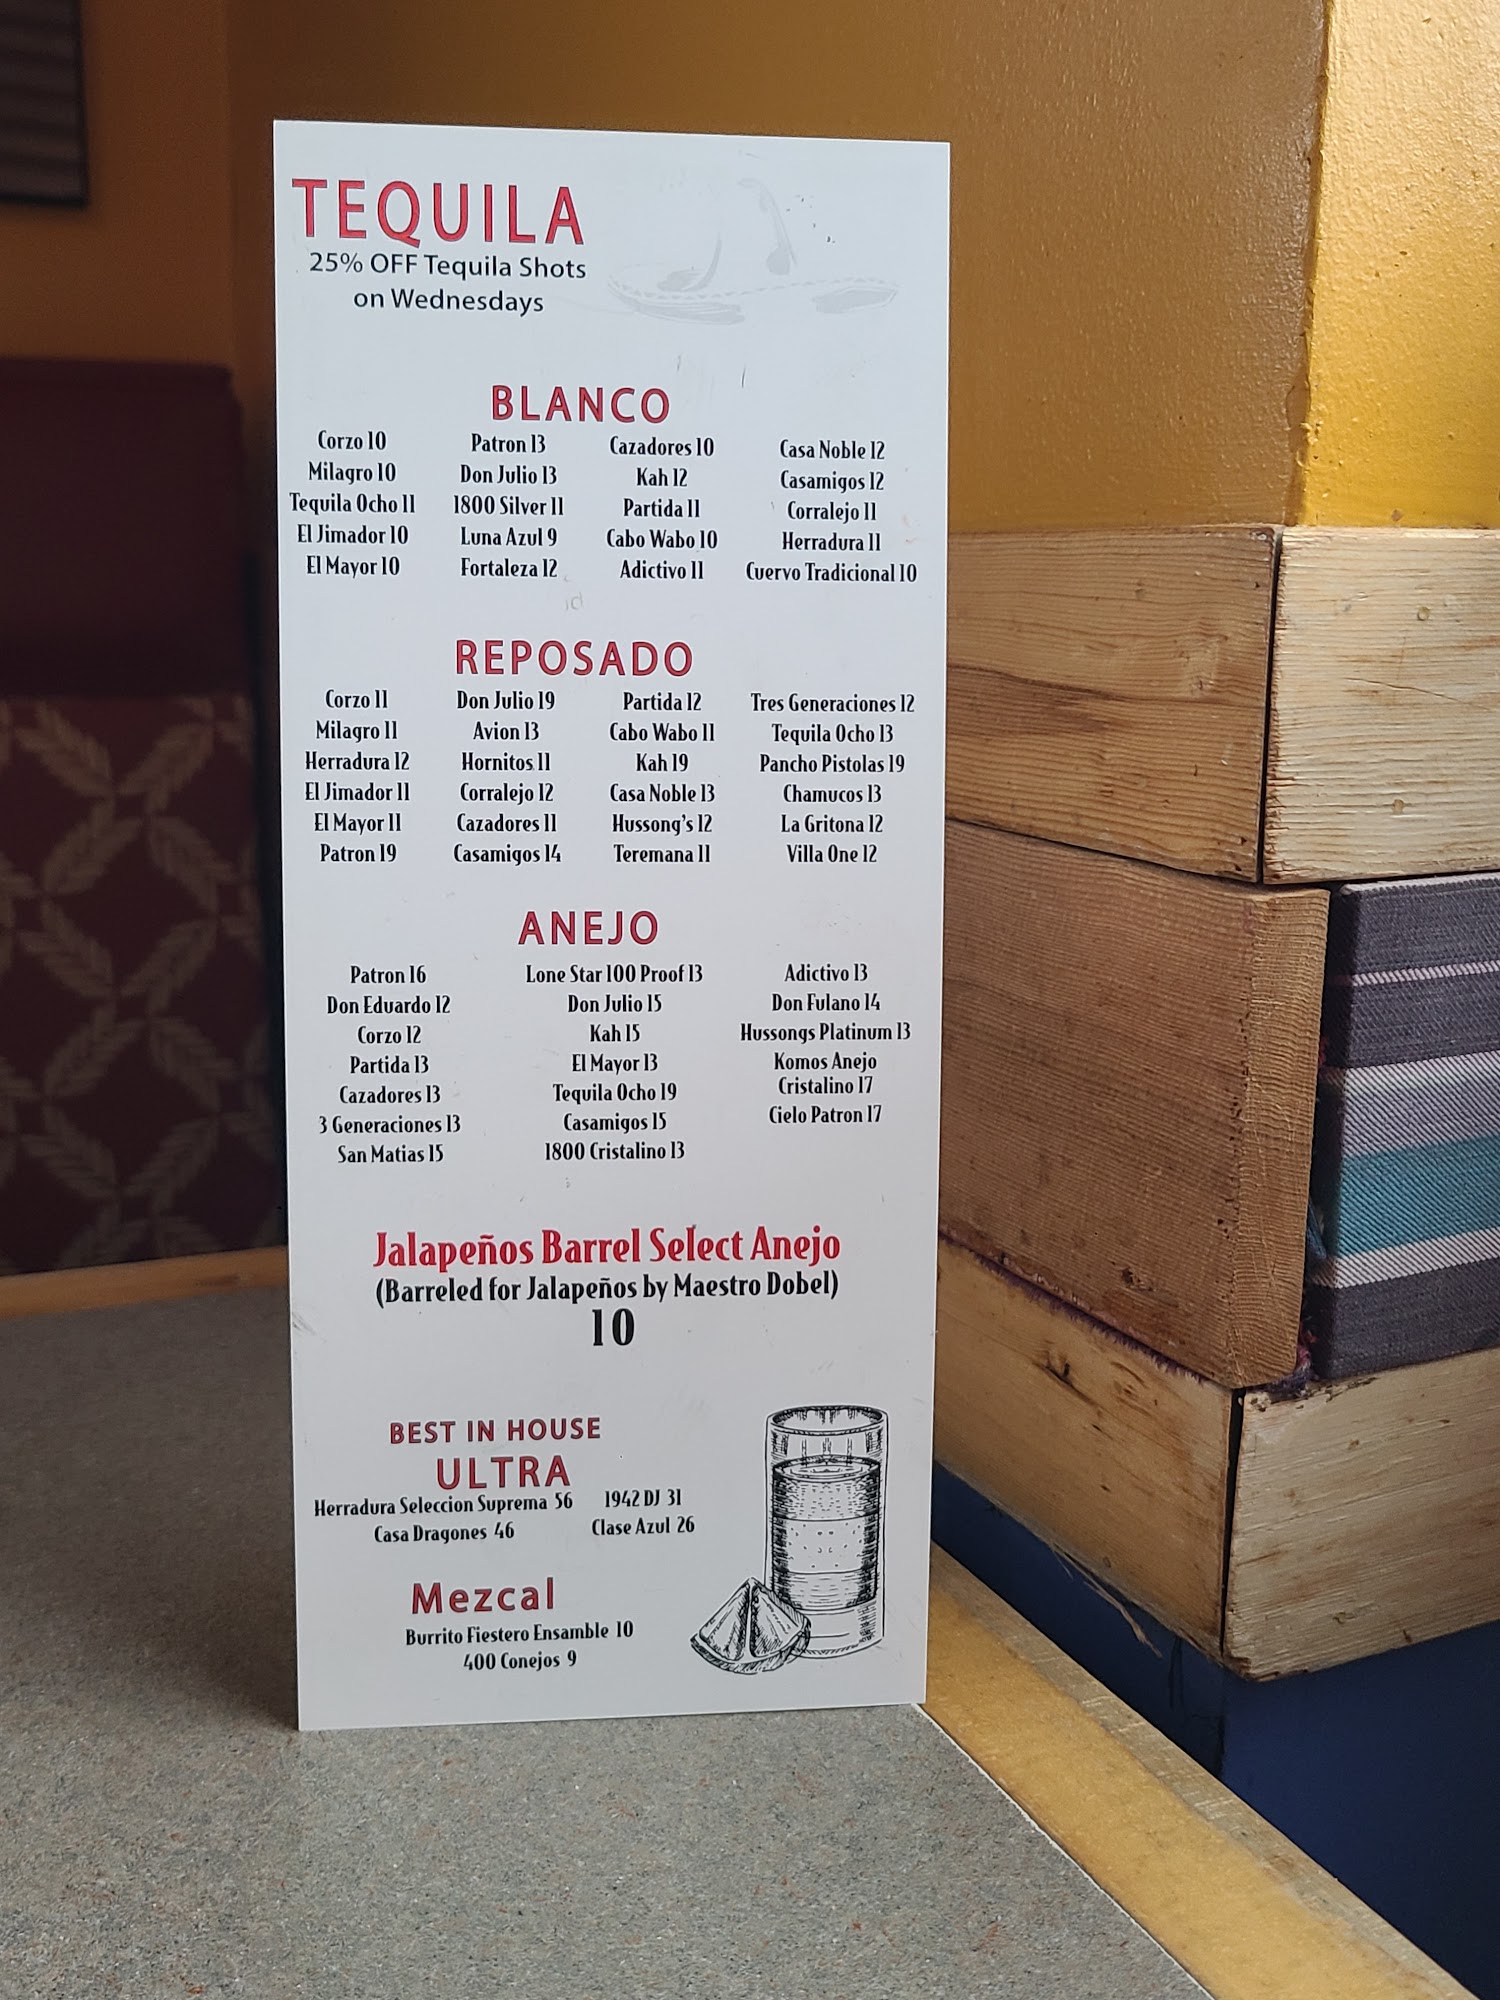 TEQUILA
25% OFF Tequila Shots
on Wednesdays
BLANCO
Corzo 10
Milagro 10
Tequila Ocho 11
El Jimador 10
El Mayor 10
Patron 13
Don Julio 13
1800 Silver 11
Luna Azul 9
Fortaleza 12
Cazadores 10
Kah 12
Partida 11
Cabo Wabo 10
Adictivo 11
Casa Noble 12
Casamigos 12
Corralejo 11
Herradura 11
Cuervo Tradicional 10
REPOSADO
Corzo 11
Milagro 11
Herradura 12
El Jimador 11
El Mayor 11
Patron 19
Don Julio 19
Avion 13
Hornitos 11
Corralejo 12
Cazadores 11
Casamigos 14
Partida 12
Cabo Wabo 11
Kah 19
Casa Noble 13
Hussong's 12
Teremana 11
Tres Generaciones 12
Tequila Ocho 13
Pancho Pistolas 19
Chamucos 13
La Gritona 12
Villa One 12
ANEJO
Patron 16
Don Eduardo 12
Corzo 12
Partida 13
Cazadores 13
3 Generaciones 13
San Matias 15
Lone Star 100 Proof 13
Don Julio 15
Kah 15
El Mayor 13
Tequila Ocho 19
Casamigos 15
1800 Cristalino 13
Adictivo 13
Don Fulano 14
Hussongs Platinum 13
Komos Anejo
Cristalino 17
Cielo Patron 17
Jalapeños Barrel Select Anejo
(Barreled for Jalapeños by Maestro Dobel)
10
BEST IN HOUSE
ULTRA
Herradura Seleccion Suprema 56
Casa Dragones 46
1942 DJ 31
Clase Azul 26
Mezcal
Burrito Fiestero Ensamble 10
400 Conejos 9